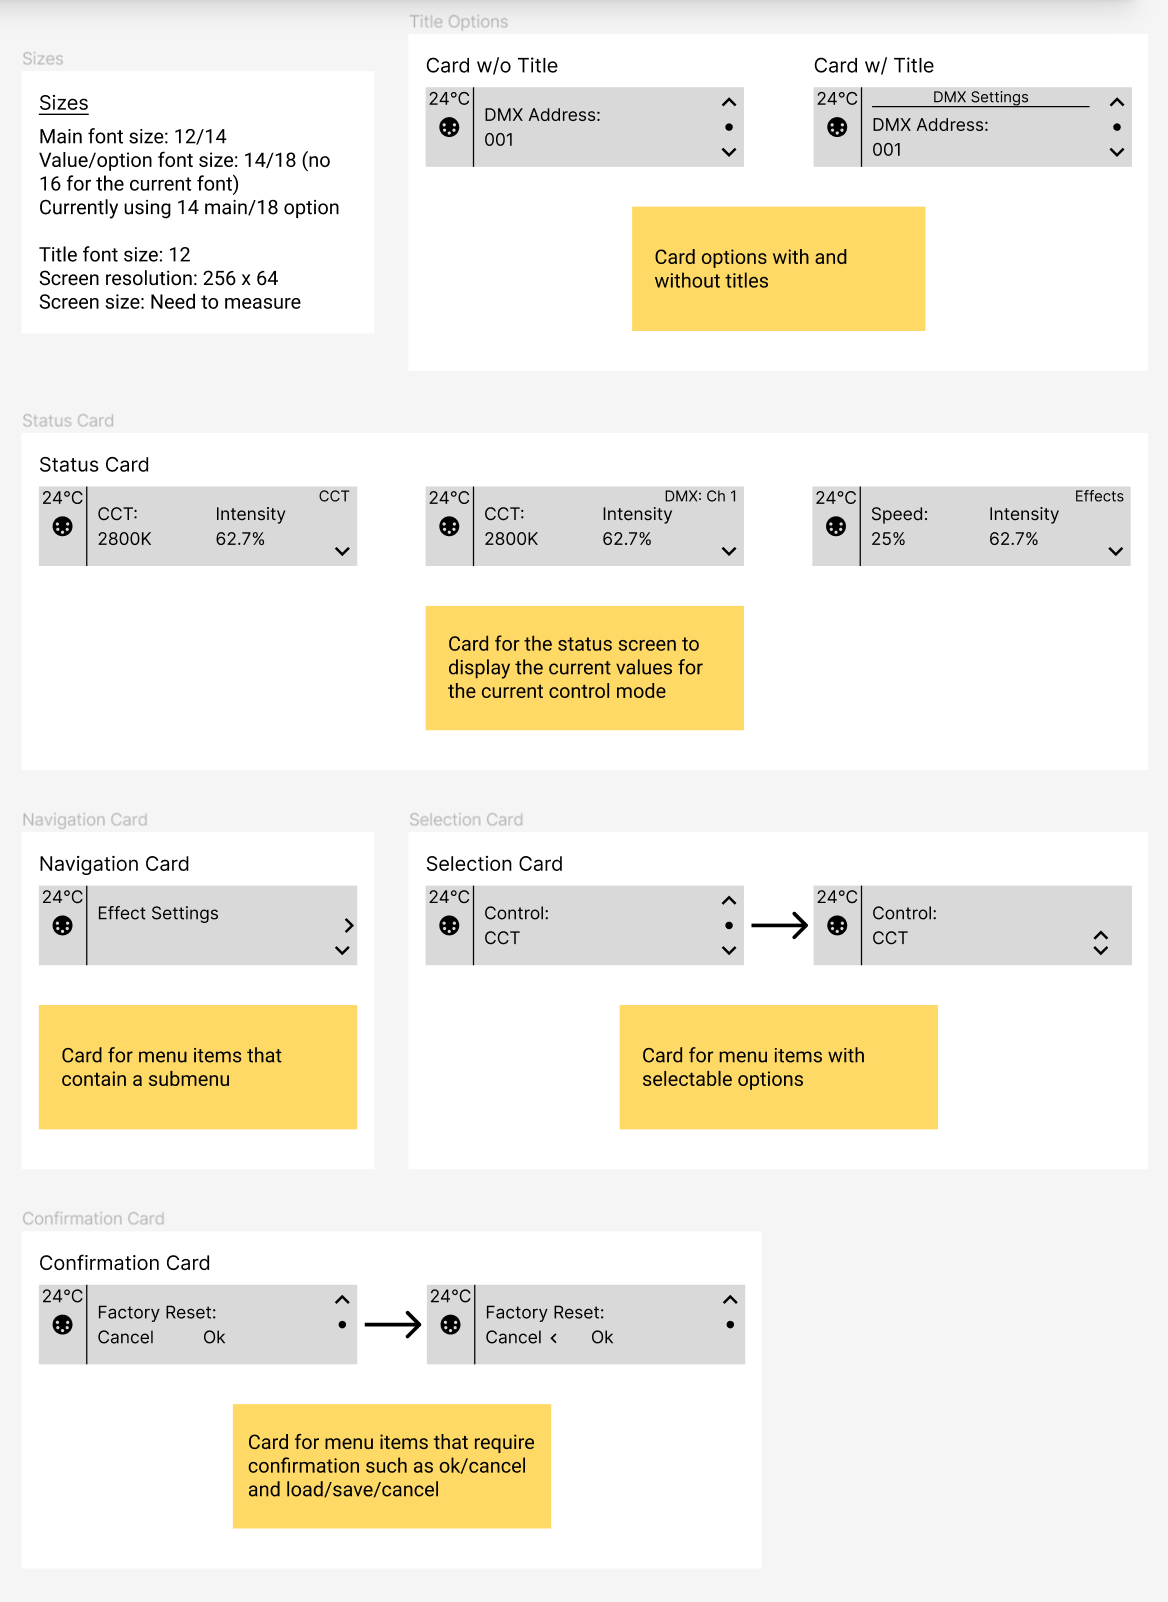 Title Options
Sizes
Card w/o Title
Card w/ Title
24°C
DMX Address:
001
24°C
DMX Settings
DMX Address:
001
Sizes
Main font size: 12/14
Value/option font size: 14/18 (no
16 for the current font)
Currently using 14 main/18 option
Title font size: 12
Screen resolution: 256 x 64
Screen size: Need to measure
Card options with and
without titles
Status Card
Status Card
24°C
CCT
CCT:
Intensity
2800K
62.7%
24°C
DMX: Ch 1
CCT:
Intensity
2800K
62.7%
24°C
Effects
Speed:
Intensity
25%
62.7%
Card for the status screen to
display the current values for
the current control mode
Navigation Card
Navigation Card
24°C
Effect Settings
Card for menu items that
contain a submenu
Selection Card
Selection Card
24°C
Control:
CCT
24°C
Control:
CCT
Card for menu items with
selectable options
Confirmation Card
Confirmation Card
24°C
Factory Reset:
Cancel Ok
24°C
Factory Reset:
Cancel < Ok
Card for menu items that require
confirmation such as ok/cancel
and load/save/cancel